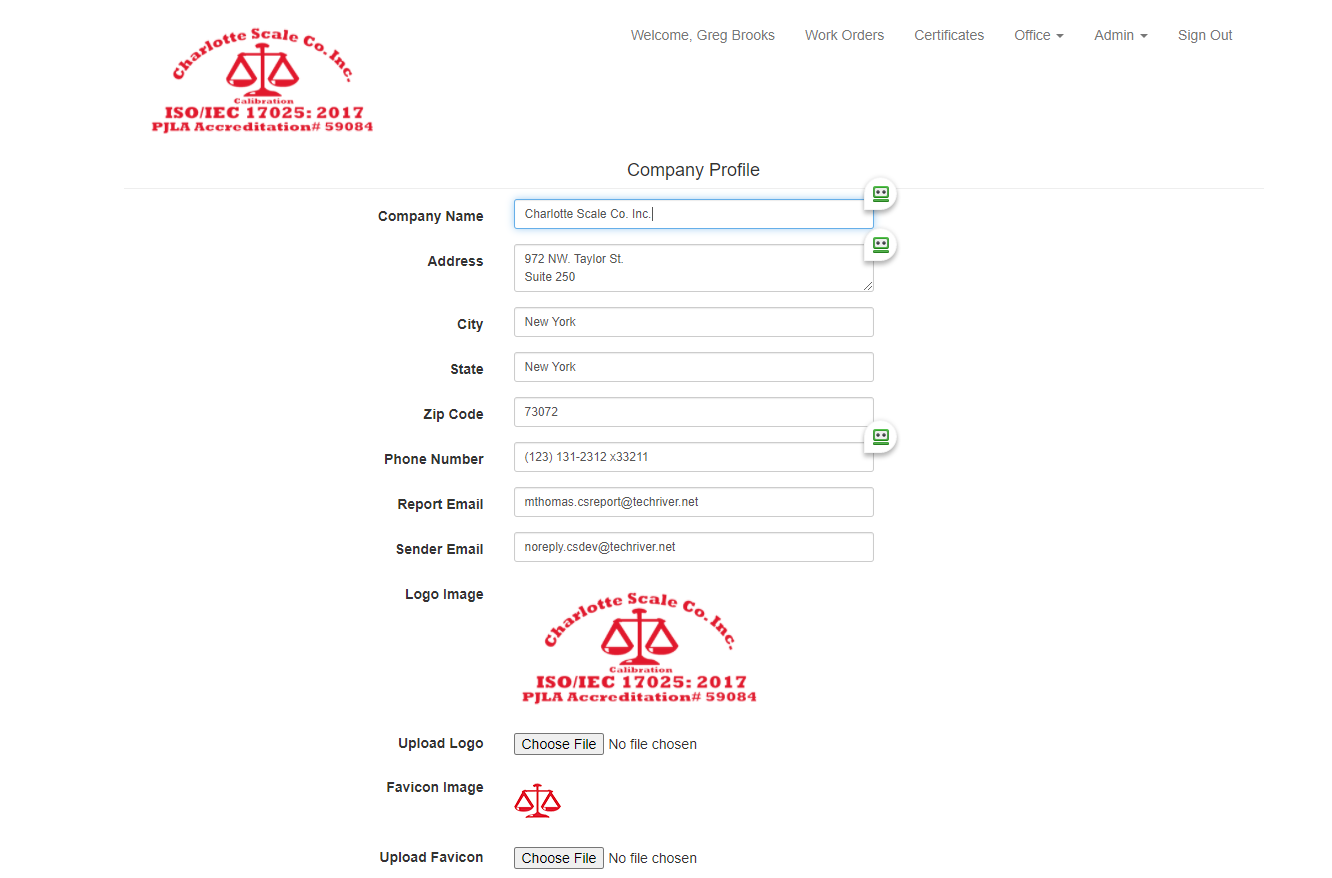 Charlotte Scale Co. Inc.
Calibration
ISO/IEC 17025: 2017
PJLA Accreditation# 59084
Welcome, Greg Brooks
Work Orders
Certificates
Office
Admin
Sign Out
Company Profile
Company Name
Charlotte Scale Co. Inc.
Address
972 NW. Taylor St.
Suite 250
City
New York
State
New York
Zip Code
73072
Phone Number
(123) 131-2312 x33211
Report Email
mthomas.csreport@techriver.net
Sender Email
noreply.csdev@techriver.net
Logo Image
Charlotte Scale Co. Inc.
Calibration
ISO/IEC 17025: 2017
PJLA Accreditation# 59084
Upload Logo
Choose File No file chosen
Favicon Image
Upload Favicon
Choose File No file chosen